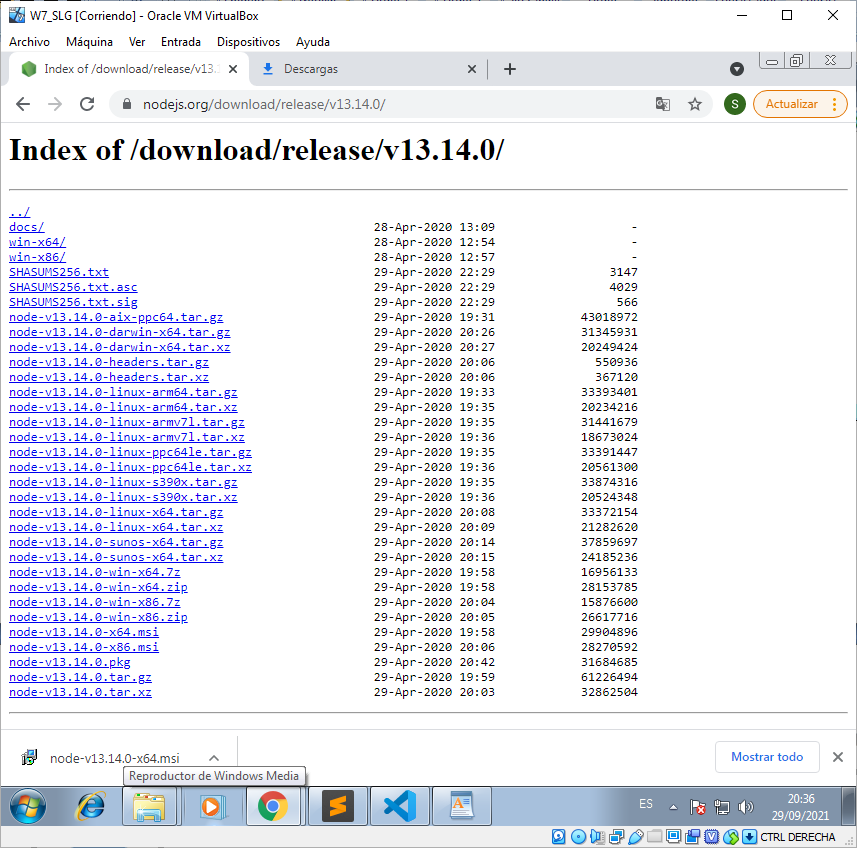 W7_SLG [Corriendo] - Oracle VM VirtualBox
Archivo Máquina Ver Entrada Dispositivos Ayuda
Index of /download/release/v13. Descargas
nodejs.org/download/release/v13.14.0/ S Actualizar
Index of /download/release/v13.14.0/
../
docs/ 28-Apr-2020 13:09 -
win-x64/ 28-Apr-2020 12:54 -
win-x86/ 28-Apr-2020 12:57 -
SHASUMS256.txt 29-Apr-2020 22:29 3147
SHASUMS256.txt.asc 29-Apr-2020 22:29 4029
SHASUMS256.txt.sig 29-Apr-2020 22:29 566
node-v13.14.0-aix-ppc64.tar.gz 29-Apr-2020 19:31 43018972
node-v13.14.0-darwin-x64.tar.gz 29-Apr-2020 20:26 31345931
node-v13.14.0-darwin-x64.tar.xz 29-Apr-2020 20:27 20249424
node-v13.14.0-headers.tar.gz 29-Apr-2020 20:06 550936
node-v13.14.0-headers.tar.xz 29-Apr-2020 20:06 367120
node-v13.14.0-linux-arm64.tar.gz 29-Apr-2020 19:33 33393401
node-v13.14.0-linux-arm64.tar.xz 29-Apr-2020 19:35 20234216
node-v13.14.0-linux-armv7l.tar.gz 29-Apr-2020 19:35 31441679
node-v13.14.0-linux-armv7l.tar.xz 29-Apr-2020 19:36 18673024
node-v13.14.0-linux-ppc64le.tar.gz 29-Apr-2020 19:35 33391447
node-v13.14.0-linux-ppc64le.tar.xz 29-Apr-2020 19:36 20561300
node-v13.14.0-linux-s390x.tar.gz 29-Apr-2020 19:35 33874316
node-v13.14.0-linux-s390x.tar.xz 29-Apr-2020 19:36 20524348
node-v13.14.0-linux-x64.tar.gz 29-Apr-2020 20:08 33372154
node-v13.14.0-linux-x64.tar.xz 29-Apr-2020 20:09 21282620
node-v13.14.0-sunos-x64.tar.gz 29-Apr-2020 20:14 37859697
node-v13.14.0-sunos-x64.tar.xz 29-Apr-2020 20:15 24185236
node-v13.14.0-win-x64.7z 29-Apr-2020 19:58 16956133
node-v13.14.0-win-x64.zip 29-Apr-2020 19:58 28153785
node-v13.14.0-win-x86.7z 29-Apr-2020 20:04 15876600
node-v13.14.0-win-x86.zip 29-Apr-2020 20:05 26617716
node-v13.14.0-x64.msi 29-Apr-2020 19:58 29904896
node-v13.14.0-x86.msi 29-Apr-2020 20:06 28270592
node-v13.14.0.pkg 29-Apr-2020 20:42 31684685
node-v13.14.0.tar.gz 29-Apr-2020 19:59 61226494
node-v13.14.0.tar.xz 29-Apr-2020 20:03 32862504
node-v13.14.0-x64.msi Mostrar todo
Reproductor de Windows Media
ES 20:36
29/09/2021
CTRL DERECHA